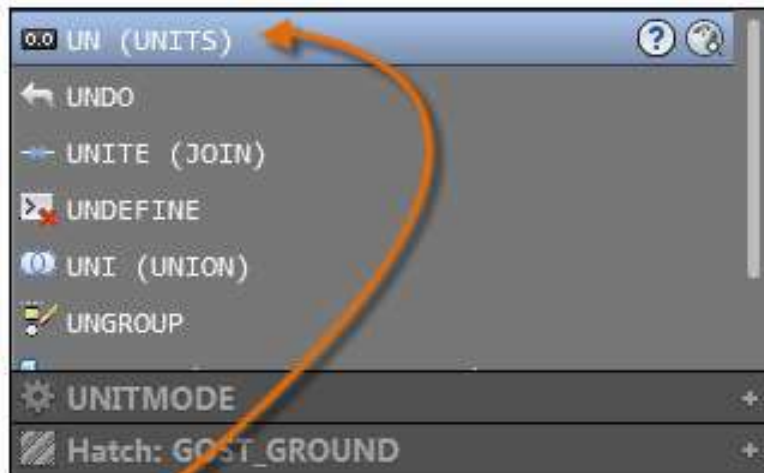 0.0 UN (UNITS)
UNDO
UNITE (JOIN)
UNDEFINE
UNI (UNION)
UNGROUP
UNITMODE +
Hatch: GOST_GROUND +